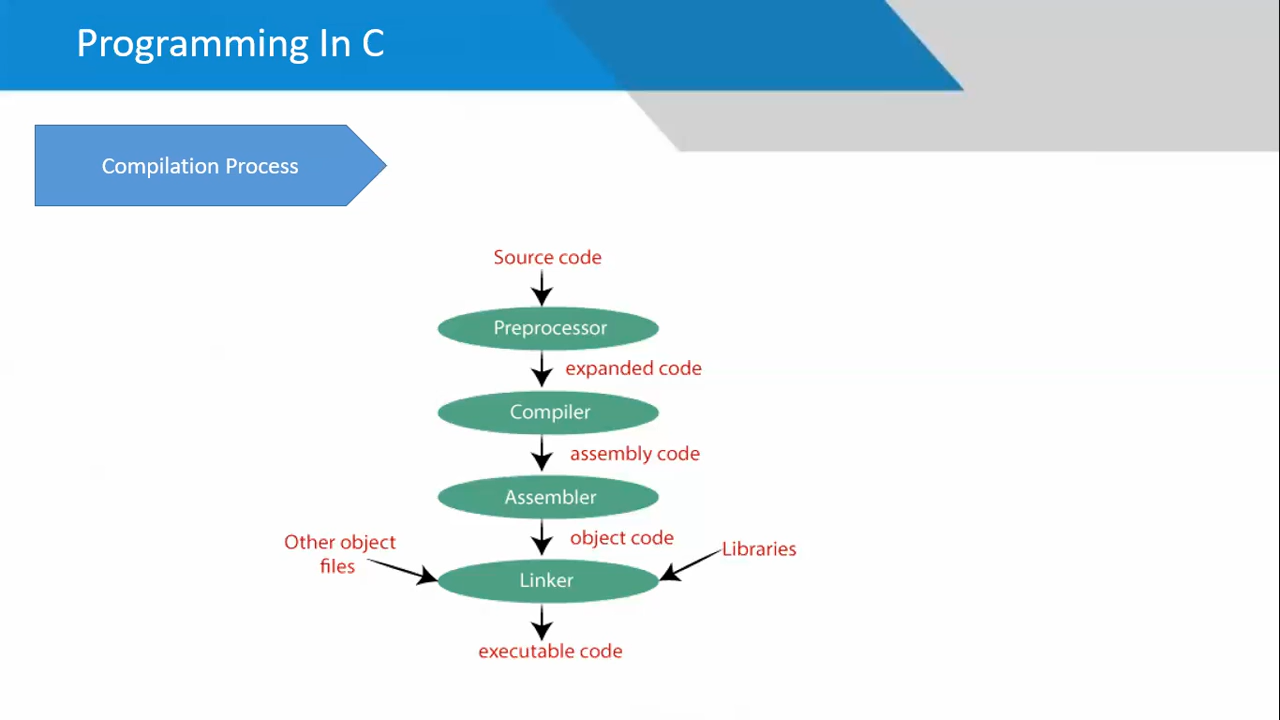 Programming In C
Compilation Process
Source code
Preprocessor
expanded code
Compiler
assembly code
Assembler
object code
Other object
files
Libraries
Linker
executable code